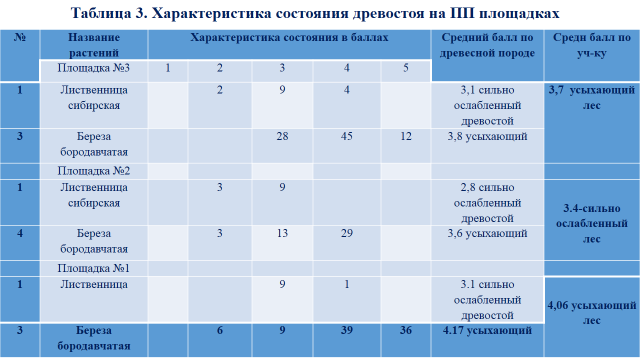 Таблица 3. Характеристика состояния древостоя на ПП площадках
№ Название растений Характеристика состояния в баллах Средний балл по древесной породе Средн балл по уч-ку
Площадка №3 1 2 3 4 5
1 Лиственница сибирская 2 9 4 3,1 сильно ослабленный древостой 3,7 усыхающий лес
3 Береза бородавчатая 28 45 12 3,8 усыхающий
Площадка №2
1 Лиственница сибирская 3 9 2,8 сильно ослабленный древостой 3.4-сильно ослабленный лес
4 Береза бородавчатая 3 13 29 3,6 усыхающий
Площадка №1
1 Лиственница 9 1 3.1 сильно ослабленный древостой 4,06 усыхающий лес
3 Береза бородавчатая 6 9 39 36 4.17 усыхающий